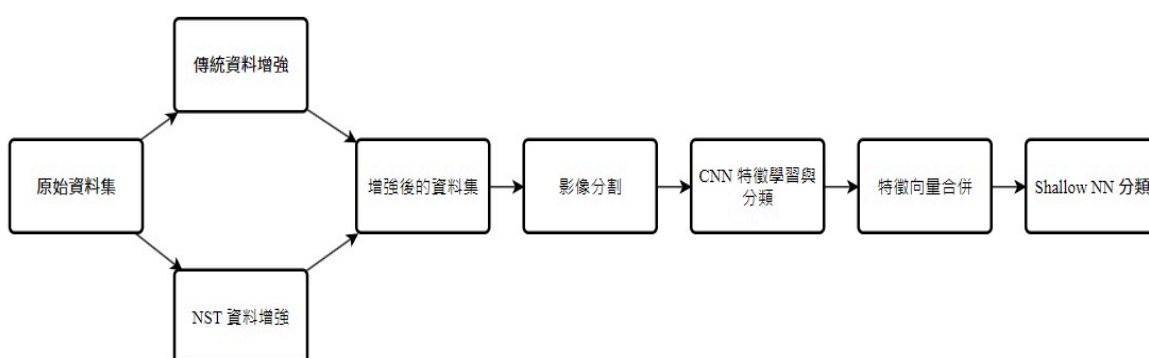 傳統資料增強
原始資料集
增強後的資料集
影像分割
CNN 特徵學習與
分類
特徵向量合併
Shallow NN 分類
NST 資料增強